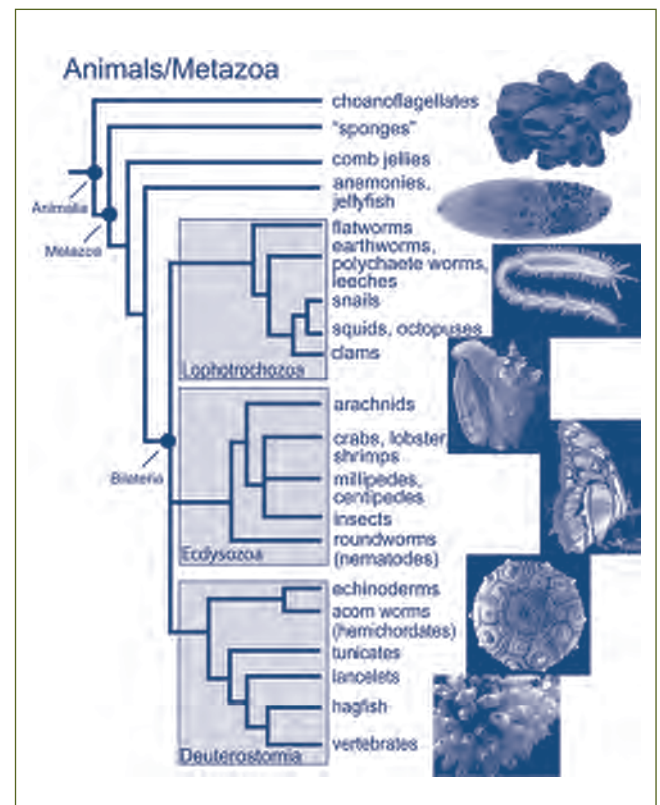 Animals/Metazoa
choanoflagellates
"sponges"
comb jellies
anemonies,
jellyfish
Animalia
Metazoa
flatworms
earthworms,
polychaete worms,
leeches
snails
squids, octopuses
clams
Lophotrochozoa
arachnids
crabs, lobster
shrimps
millipedes,
centipedes
insects
roundworms
(nematodes)
Bilateria
Ecdysozoa
echinoderms
acorn worms
(hemichordates)
tunicates
lancelets
hagfish
vertebrates
Deuterostomia